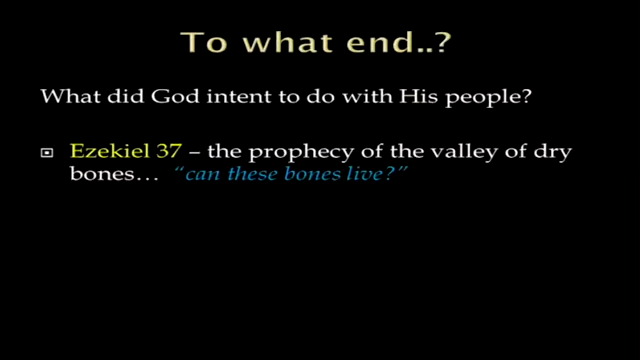 To what end..?
What did God intent to do with His people?
Ezekiel 37 – the prophecy of the valley of dry
bones… “can these bones live?”